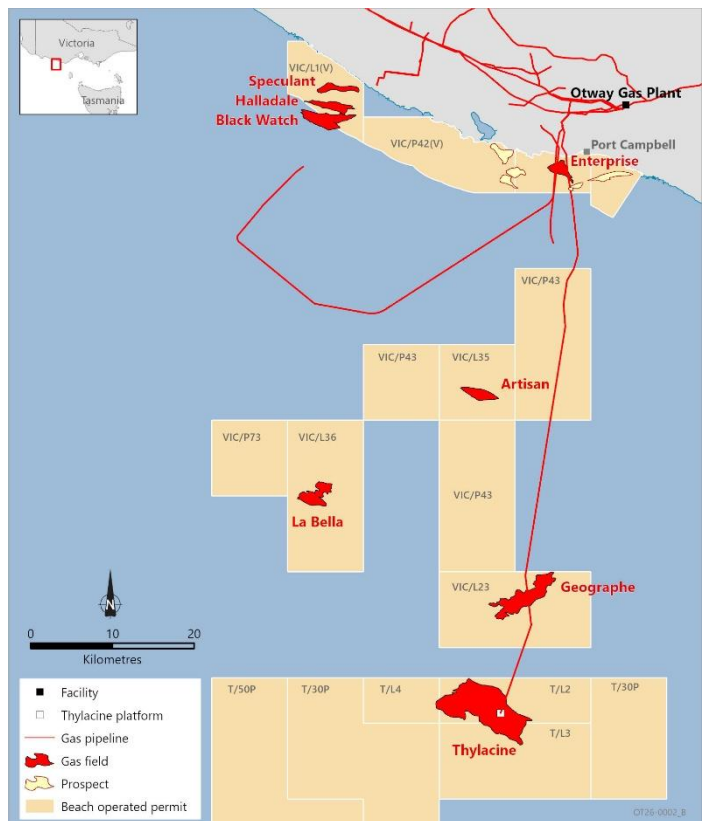 Victoria
Tasmania
VIC/L1(V)
Speculant
Halladale
Black Watch
Otway Gas Plant
VIC/P42(V)
Port Campbell
Enterprise
VIC/P43
VIC/P43
VIC/L35
Artisan
VIC/P73
VIC/L36
VIC/P43
La Bella
VIC/L23
Geographe
N
0 10 20
Kilometres
T/50P
T/30P
T/L4
T/L2
T/30P
T/L3
Thylacine
Facility
Thylacine platform
Gas pipeline
Gas field
Prospect
Beach operated permit
OT26-0002_B